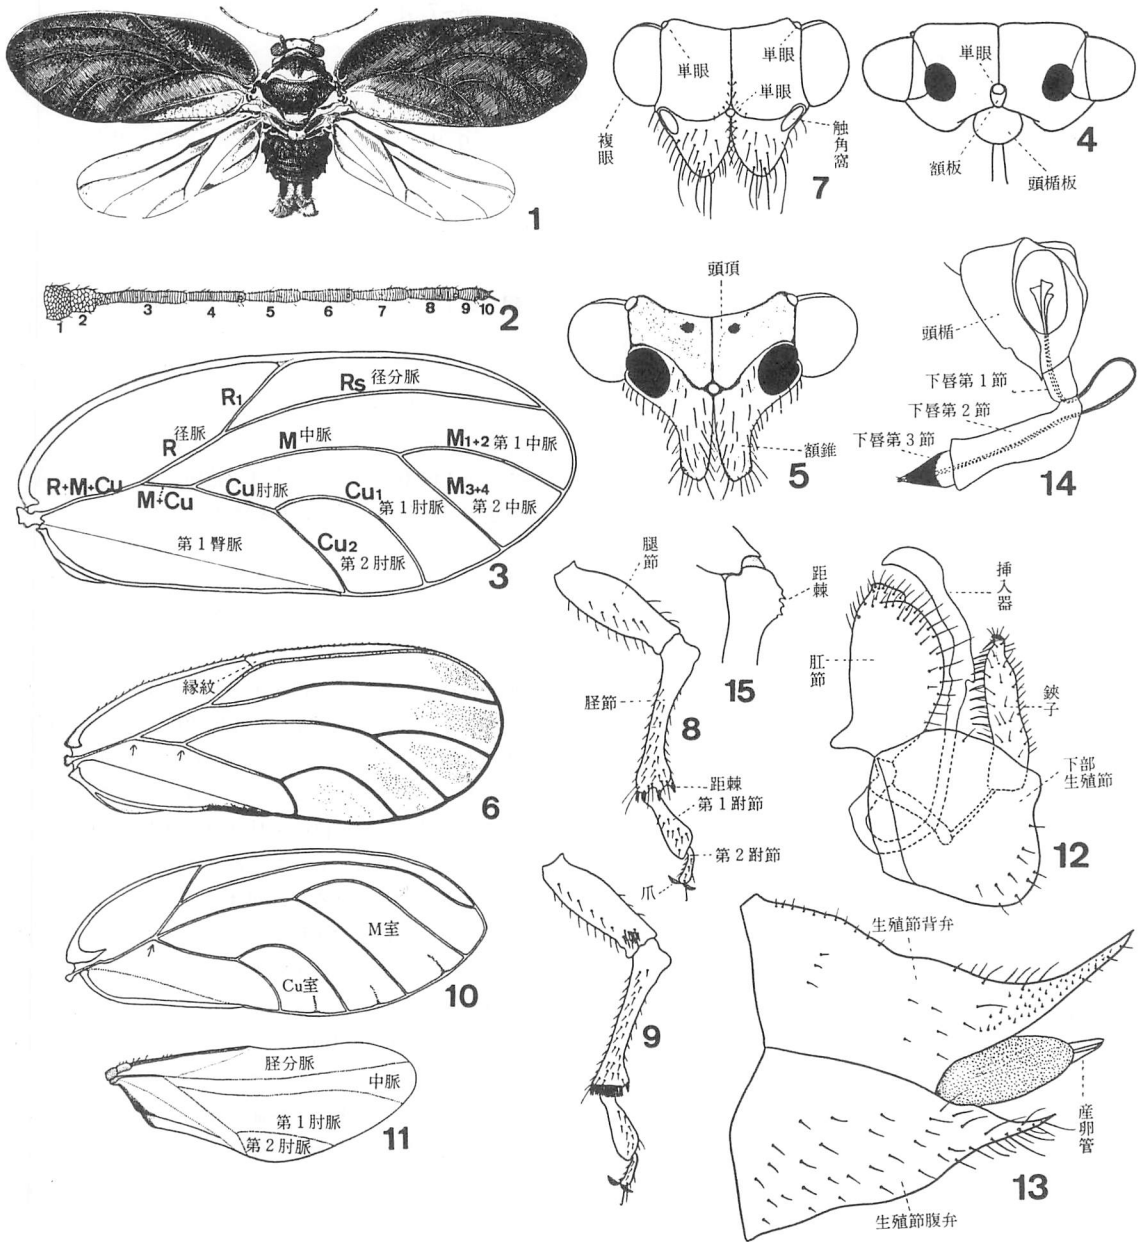 1
単眼
単眼
複眼
触角窩
7
単眼
額板
頭楯板
4
1
2
3
4
5
6
7
8
9
10
2
R₁
Rs 径分脈
R 径脈
M 中脈
M₁₊₂ 第1中脈
R+M+Cu
M+Cu
Cu 肘脈
Cu₁
第1肘脈
M₃₊₄
第2中脈
第1臀脈
Cu₂
第2肘脈
3
頭頂
額錐
5
頭楯
下唇第1節
下唇第2節
下唇第3節
14
縁紋
6
腿節
脛節
8
距棘
第1跗節
第2跗節
爪
距棘
15
挿入器
肛節
鋏子
下部
生殖節
12
M室
Cu室
10
9
脛分脈
中脈
第1肘脈
第2肘脈
11
生殖節背弁
産卵管
生殖節腹弁
13